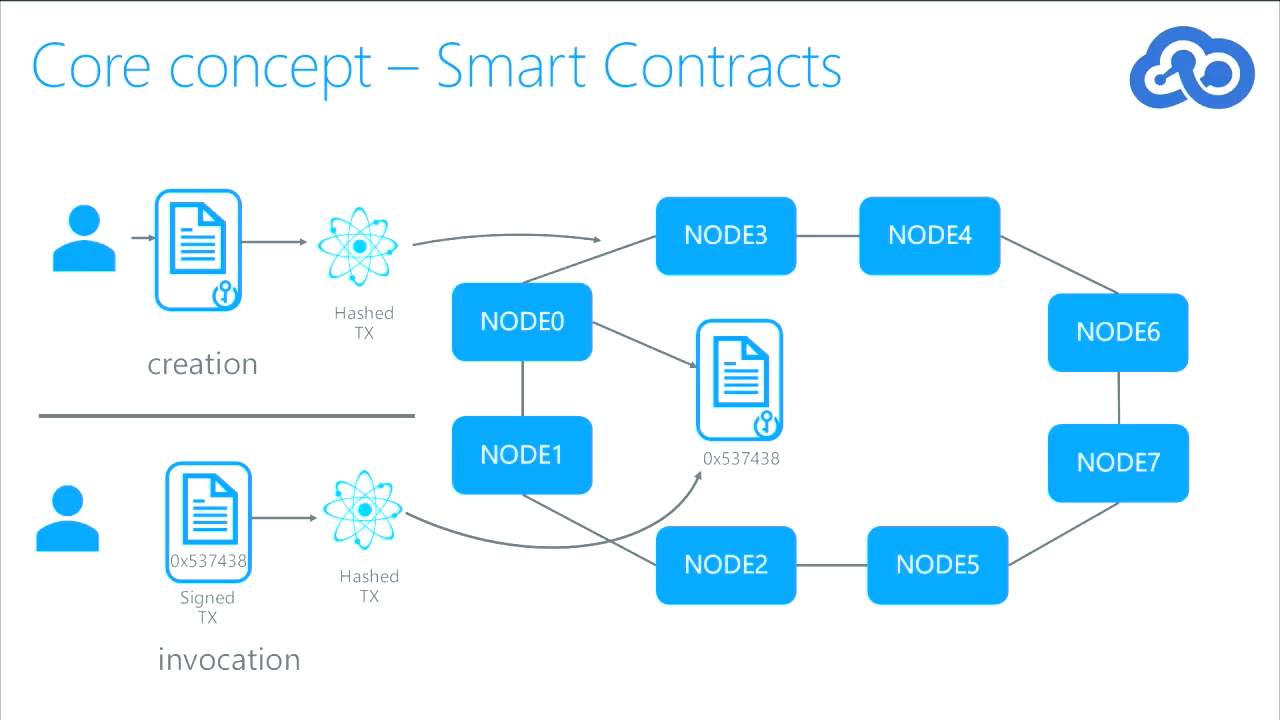 Core concept – Smart Contracts
Hashed
TX
creation
NODE3
NODE4
NODE0
NODE6
NODE1
NODE7
0x537438
NODE2
NODE5
0x537438
Signed
TX
Hashed
TX
invocation